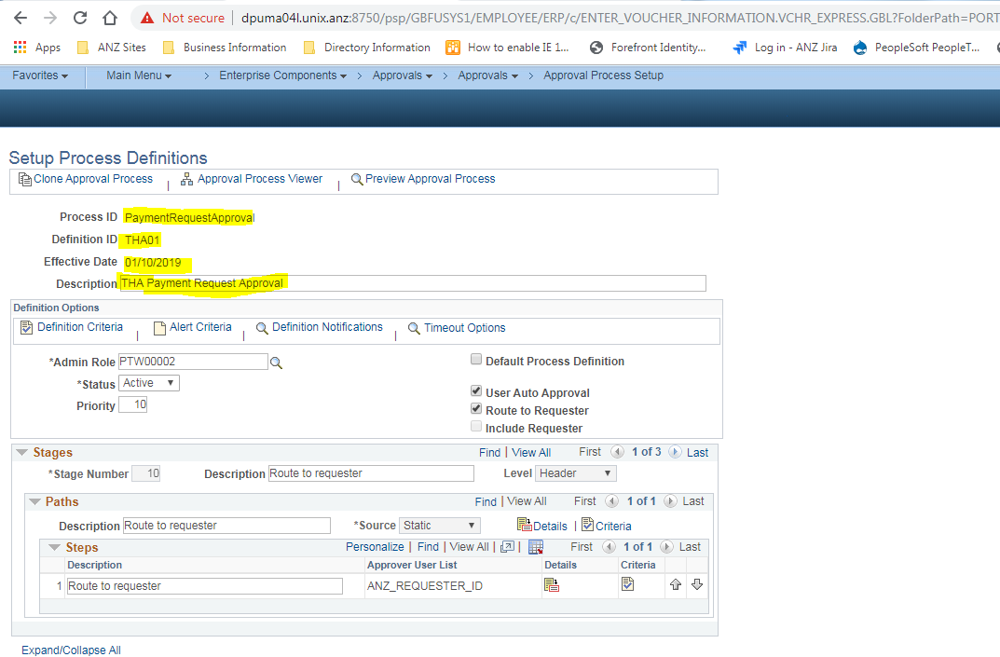 Not secure | dpuma04l.unix.anz:8750/psp/GBFUSYS1/EMPLOYEE/ERP/c/ENTER_VOUCHER_INFORMATION.VCHR_EXPRESS.GBL?FolderPath=PORT
Apps ANZ Sites Business Information Directory Information How to enable IE 1... Forefront Identity... Log in - ANZ Jira PeopleSoft PeopleT...
Favorites Main Menu > Enterprise Components > Approvals > Approvals > Approval Process Setup
Setup Process Definitions
Clone Approval Process | Approval Process Viewer | Preview Approval Process
Process ID PaymentRequestApproval
Definition ID THA01
Effective Date 01/10/2019
Description THA Payment Request Approval
Definition Options
Definition Criteria | Alert Criteria | Definition Notifications | Timeout Options
*Admin Role PTW00002 Default Process Definition
*Status Active
User Auto Approval
Priority 10
Route to Requester
Include Requester
Stages Find | View All First 1 of 3 Last
*Stage Number 10 Description Route to requester Level Header
Paths Find | View All First 1 of 1 Last
Description Route to requester *Source Static Details | Criteria
Steps Personalize | Find | View All | First 1 of 1 Last
Description Approver User List Details Criteria
1 Route to requester ANZ_REQUESTER_ID
Expand/Collapse All